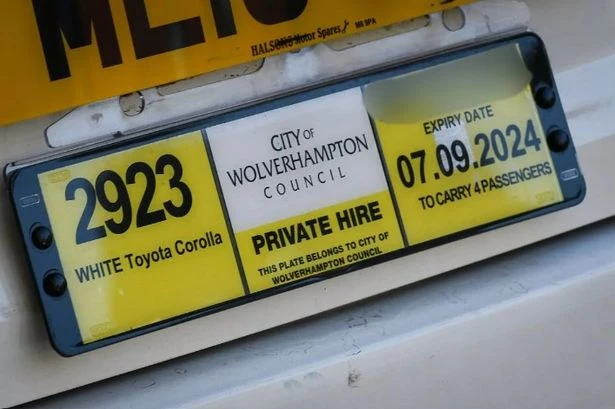 HALSONS Motor Spares
2923
WHITE Toyota Corolla
CITY OF
WOLVERHAMPTON
COUNCIL
PRIVATE HIRE
THIS PLATE BELONGS TO CITY OF
WOLVERHAMPTON COUNCIL
EXPIRY DATE
07.09.2024
TO CARRY 4 PASSENGERS